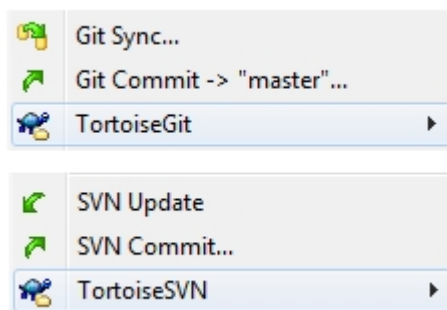 Git Sync...
Git Commit -> "master"...
TortoiseGit
SVN Update
SVN Commit...
TortoiseSVN